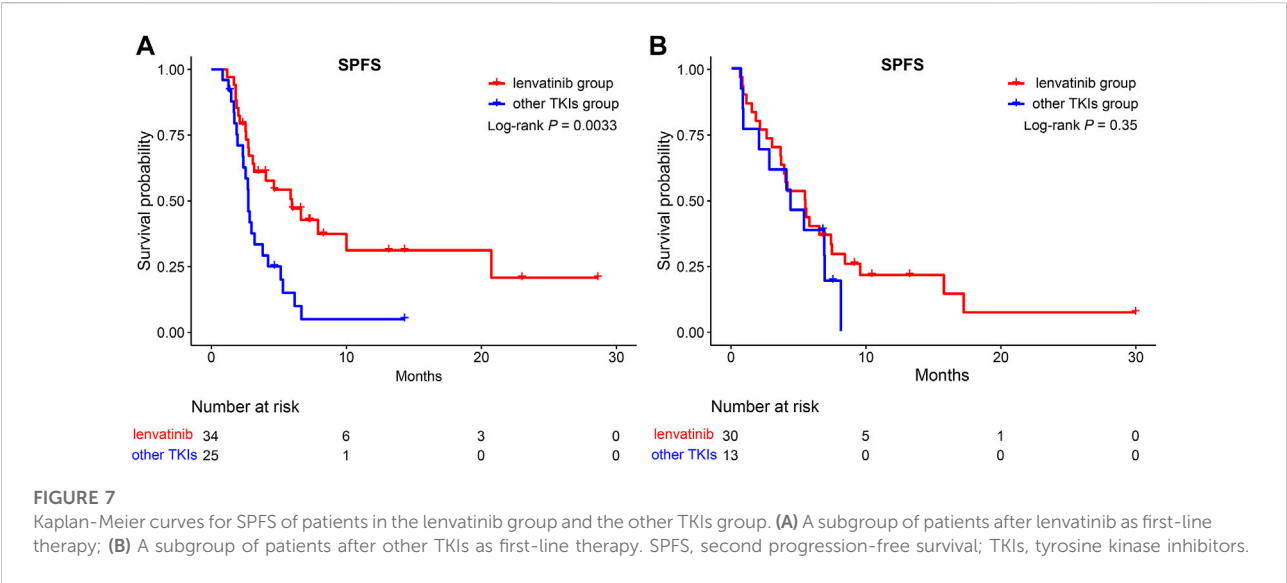 A
SPFS
lenvatinib group
other TKIs group
Log-rank P = 0.0033
Survival probability
1.00
0.75
0.50
0.25
0.00
0 10 20 30
Months
Number at risk
lenvatinib 34 6 3 0
other TKIs 25 1 0 0
B
SPFS
lenvatinib group
other TKIs group
Log-rank P = 0.35
Survival probability
1.00
0.75
0.50
0.25
0.00
0 10 20 30
Months
Number at risk
lenvatinib 30 5 1 0
other TKIs 13 0 0 0
FIGURE 7
Kaplan-Meier curves for SPFS of patients in the lenvatinib group and the other TKIs group. (A) A subgroup of patients after lenvatinib as first-line
therapy; (B) A subgroup of patients after other TKIs as first-line therapy. SPFS, second progression-free survival; TKIs, tyrosine kinase inhibitors.